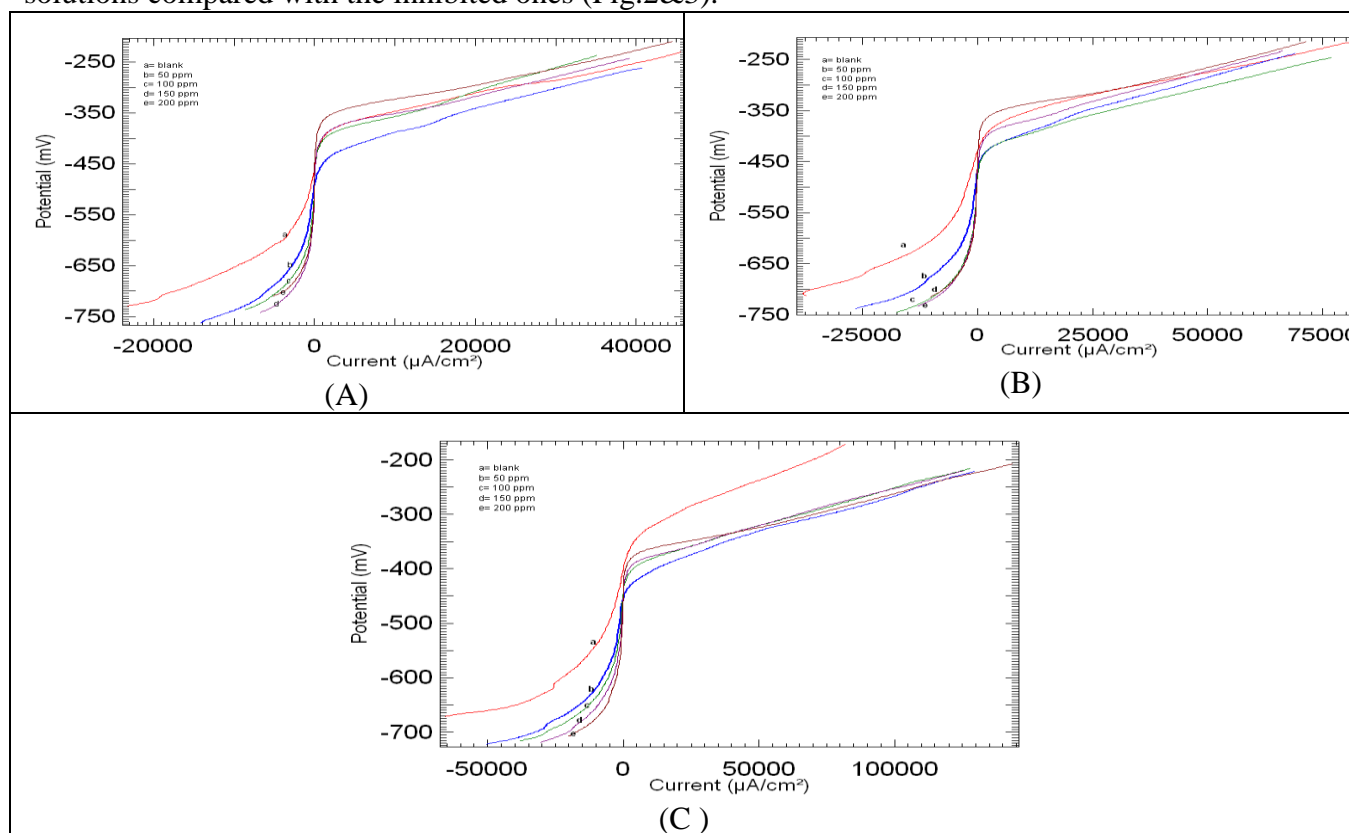 solutions compared with the inhibited ones (Fig.2&3).
-250
-350
-450
-550
-650
-750
Potential (mV)
a= blank
b= 50 ppm
c= 100 ppm
d= 150 ppm
e= 200 ppm
a
b
c
e
d
-20000 0 20000 40000
Current (µA/cm²)
(A)
-250
-350
-450
-550
-650
-750
Potential (mV)
a= blank
b= 50 ppm
c= 100 ppm
d= 150 ppm
e= 200 ppm
a
b
d
c
e
-25000 0 25000 50000 75000
Current (µA/cm²)
(B)
-200
-300
-400
-500
-600
-700
Potential (mV)
a= blank
b= 50 ppm
c= 100 ppm
d= 150 ppm
e= 200 ppm
a
b
c
d
e
-50000 0 50000 100000
Current (µA/cm²)
(C )